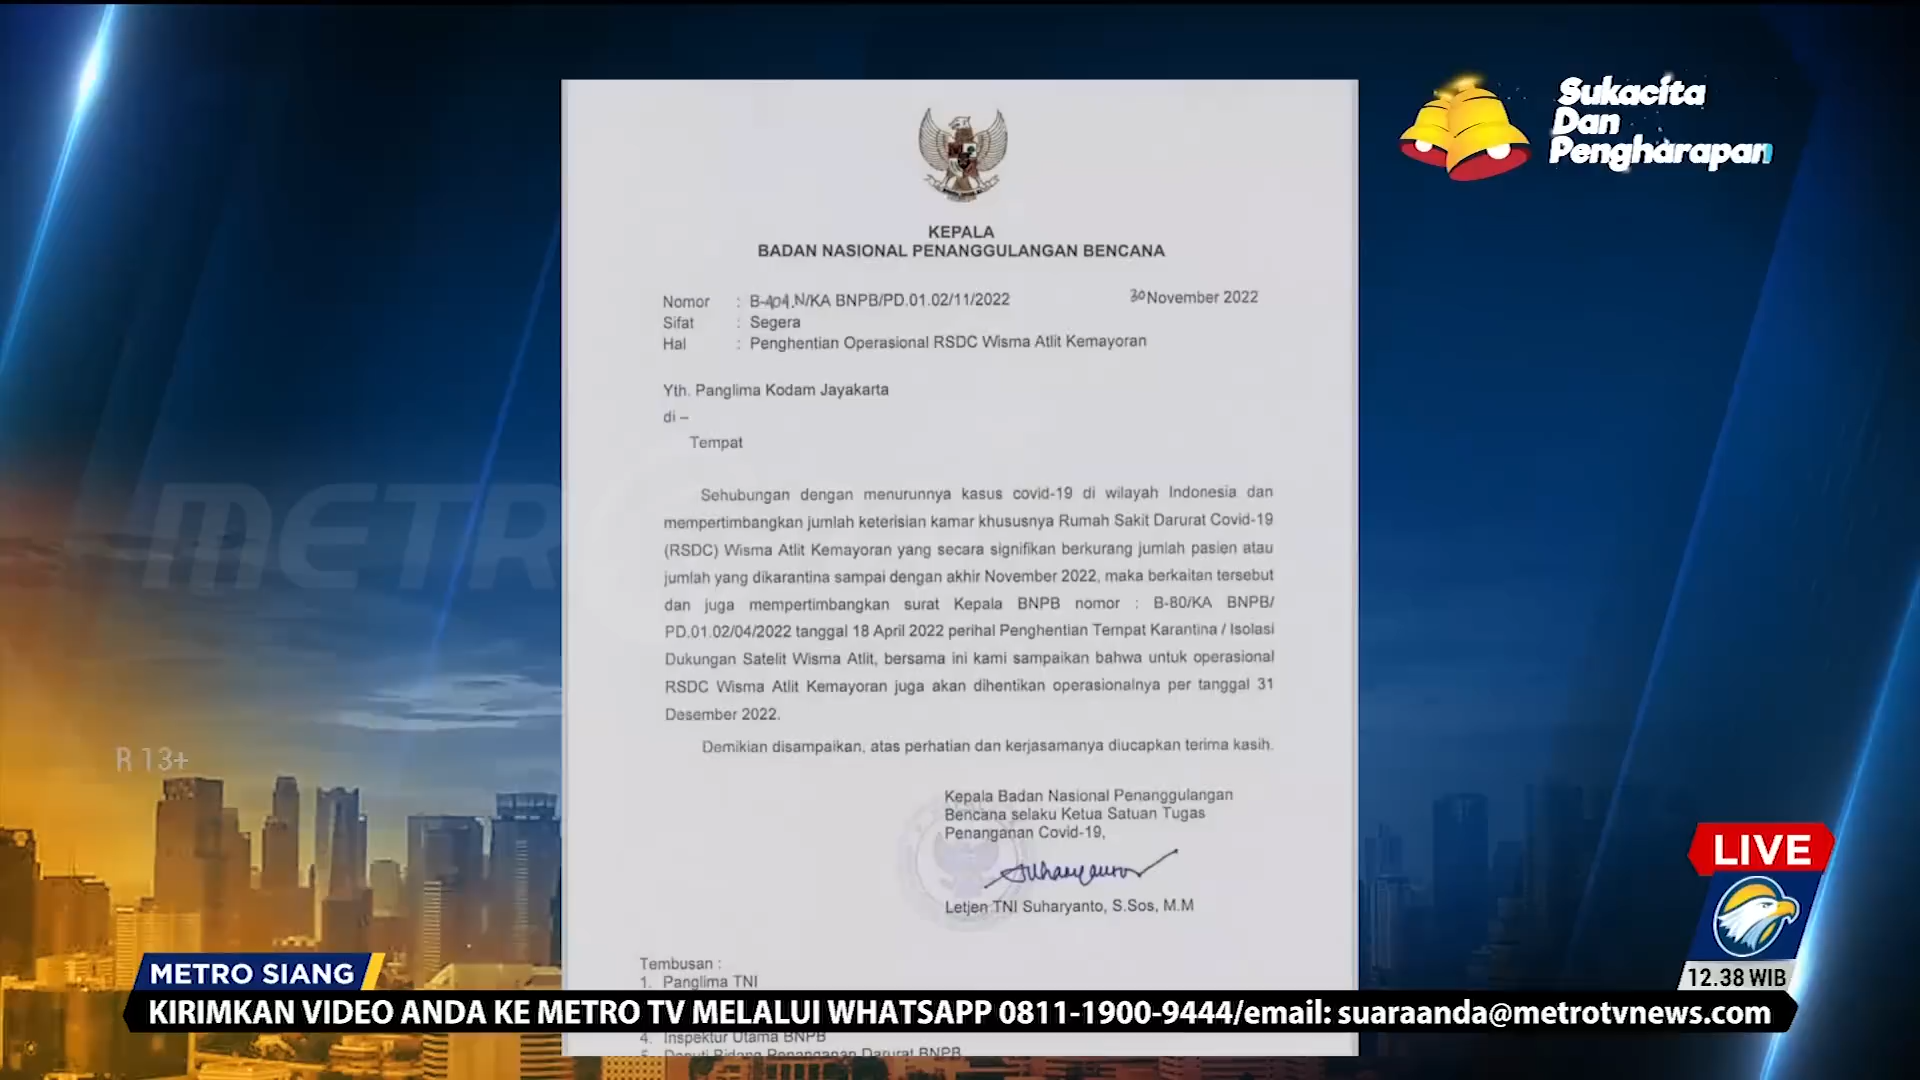 Sukacita
Dan
Pengharapan
KEPALA
BADAN NASIONAL PENANGGULANGAN BENCANA
Nomor : B-404.N/KA BNPB/PD.01.02/11/2022 30 November 2022
Sifat : Segera
Hal : Penghentian Operasional RSDC Wisma Atlit Kemayoran
Yth. Panglima Kodam Jayakarta
di –
Tempat
Sehubungan dengan menurunnya kasus covid-19 di wilayah Indonesia dan
mempertimbangkan jumlah keterisian kamar khususnya Rumah Sakit Darurat Covid-19
(RSDC) Wisma Atlit Kemayoran yang secara signifikan berkurang jumlah pasien atau
jumlah yang dikarantina sampai dengan akhir November 2022, maka berkaitan tersebut
dan juga mempertimbangkan surat Kepala BNPB nomor : B-80/KA BNPB/
PD.01.02/04/2022 tanggal 18 April 2022 perihal Penghentian Tempat Karantina / Isolasi
Dukungan Satelit Wisma Atlit, bersama ini kami sampaikan bahwa untuk operasional
RSDC Wisma Atlit Kemayoran juga akan dihentikan operasionalnya per tanggal 31
Desember 2022.
Demikian disampaikan, atas perhatian dan kerjasamanya diucapkan terima kasih.
Kepala Badan Nasional Penanggulangan
Bencana selaku Ketua Satuan Tugas
Penanganan Covid-19,
Suharyanto
Letjen TNI Suharyanto, S.Sos, M.M
Tembusan :
1. Panglima TNI
4. Inspektur Utama BNPB
5. Deputi Bidang Penanganan Darurat BNPB
METR
R 13+
LIVE
12.38 WIB
METRO SIANG
KIRIMKAN VIDEO ANDA KE METRO TV MELALUI WHATSAPP 0811-1900-9444/email: suaraanda@metrotvnews.com